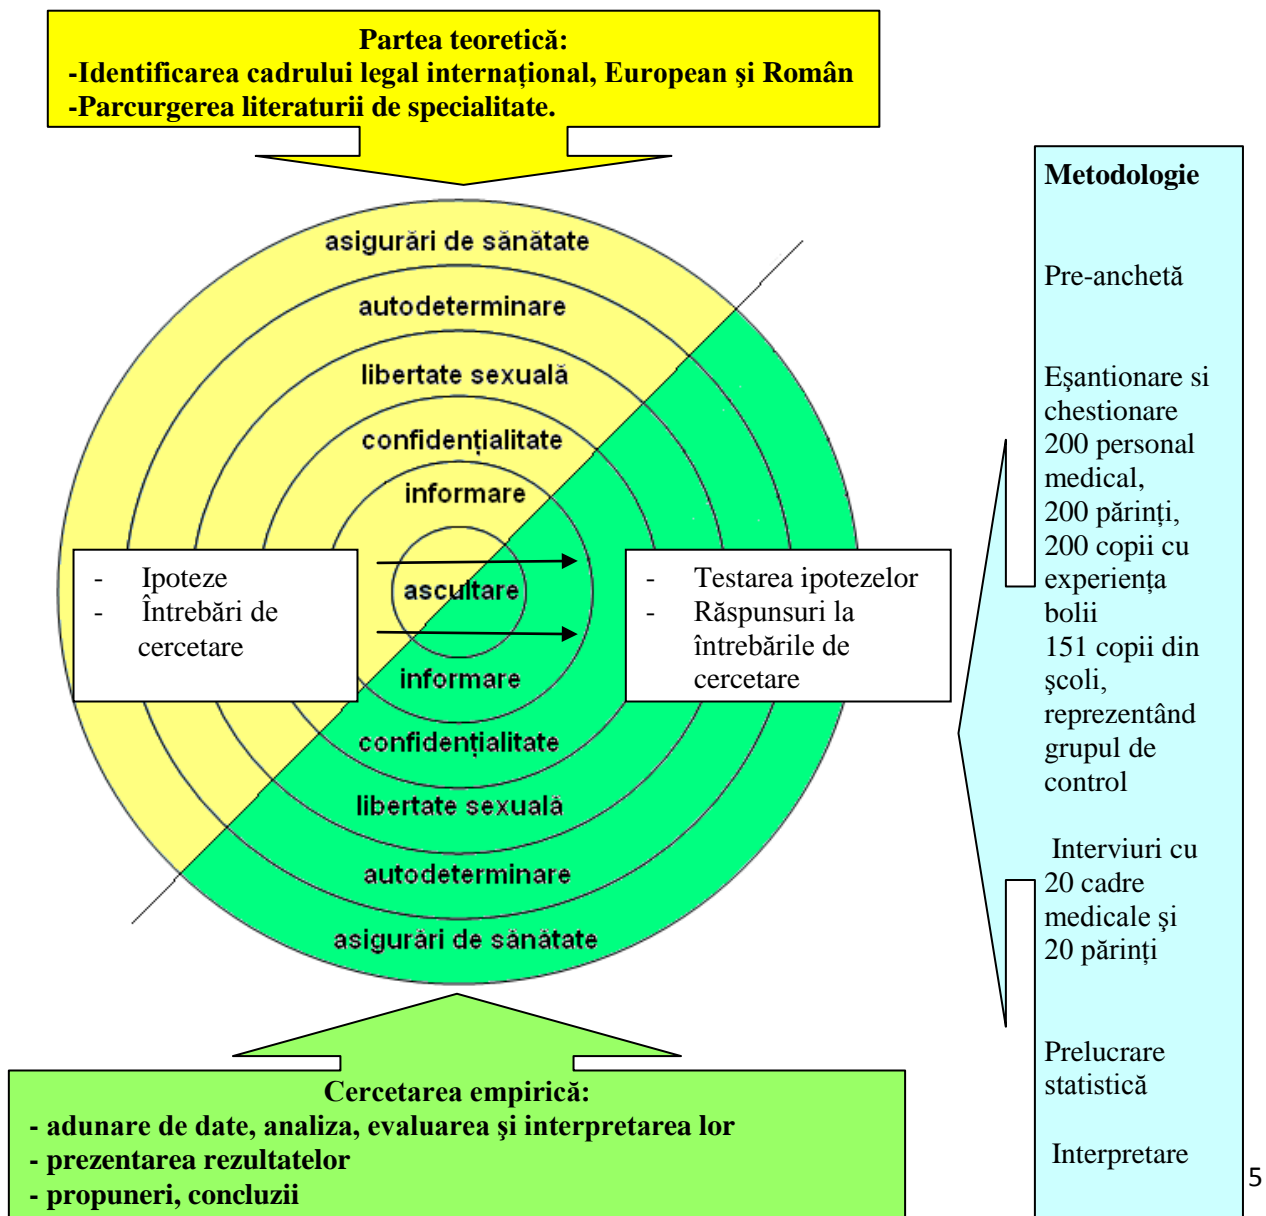 Partea teoretică:
-Identificarea cadrului legal internațional, European şi Român
-Parcurgerea literaturii de specialitate.
asigurări de sănătate
autodeterminare
libertate sexuală
confidențialitate
informare
ascultare
informare
confidențialitate
libertate sexuală
autodeterminare
asigurări de sănătate
- Ipoteze
- Întrebări de
cercetare
- Testarea ipotezelor
- Răspunsuri la
întrebările de
cercetare
Metodologie
Pre-anchetă
Eşantionare si
chestionare
200 personal
medical,
200 părinți,
200 copii cu
experiența
bolii
151 copii din
şcoli,
reprezentând
grupul de
control
Interviuri cu
20 cadre
medicale şi
20 părinți
Prelucrare
statistică
Interpretare
Cercetarea empirică:
- adunare de date, analiza, evaluarea şi interpretarea lor
- prezentarea rezultatelor
- propuneri, concluzii
5